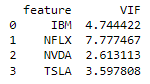 feature VIF
0 IBM 4.744422
1 NFLX 7.777467
2 NVDA 2.613113
3 TSLA 3.597808